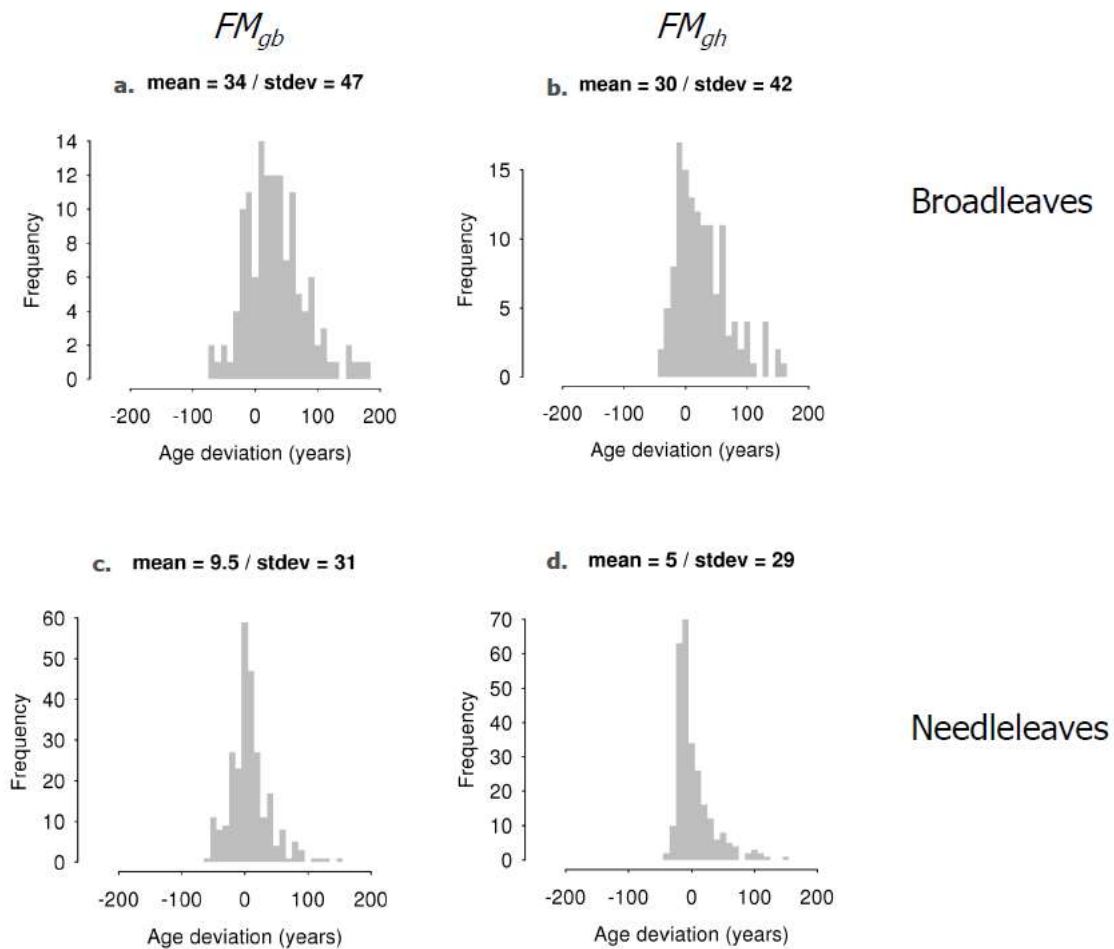 FMgb
FMgh
a. mean = 34 / stdev = 47
b. mean = 30 / stdev = 42
14
12
10
8
6
4
2
0
Frequency
-200 -100 0 100 200
Age deviation (years)
15
10
5
0
Frequency
-200 -100 0 100 200
Age deviation (years)
Broadleaves
c. mean = 9.5 / stdev = 31
d. mean = 5 / stdev = 29
60
50
40
30
20
10
0
Frequency
-200 -100 0 100 200
Age deviation (years)
70
60
50
40
30
20
10
0
Frequency
-200 -100 0 100 200
Age deviation (years)
Needleleaves